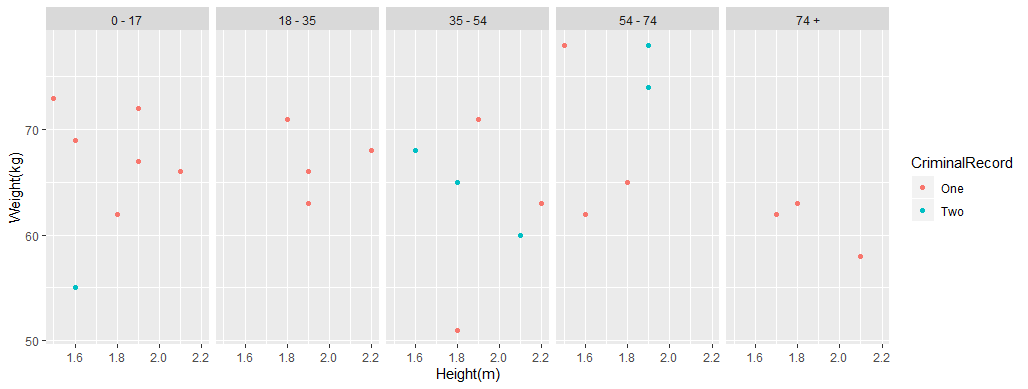 0 - 17
18 - 35
35 - 54
54 - 74
74 +
Weight(kg)
70
60
50
1.6 1.8 2.0 2.2
1.6 1.8 2.0 2.2
1.6 1.8 2.0 2.2
1.6 1.8 2.0 2.2
1.6 1.8 2.0 2.2
Height(m)
CriminalRecord
One
Two